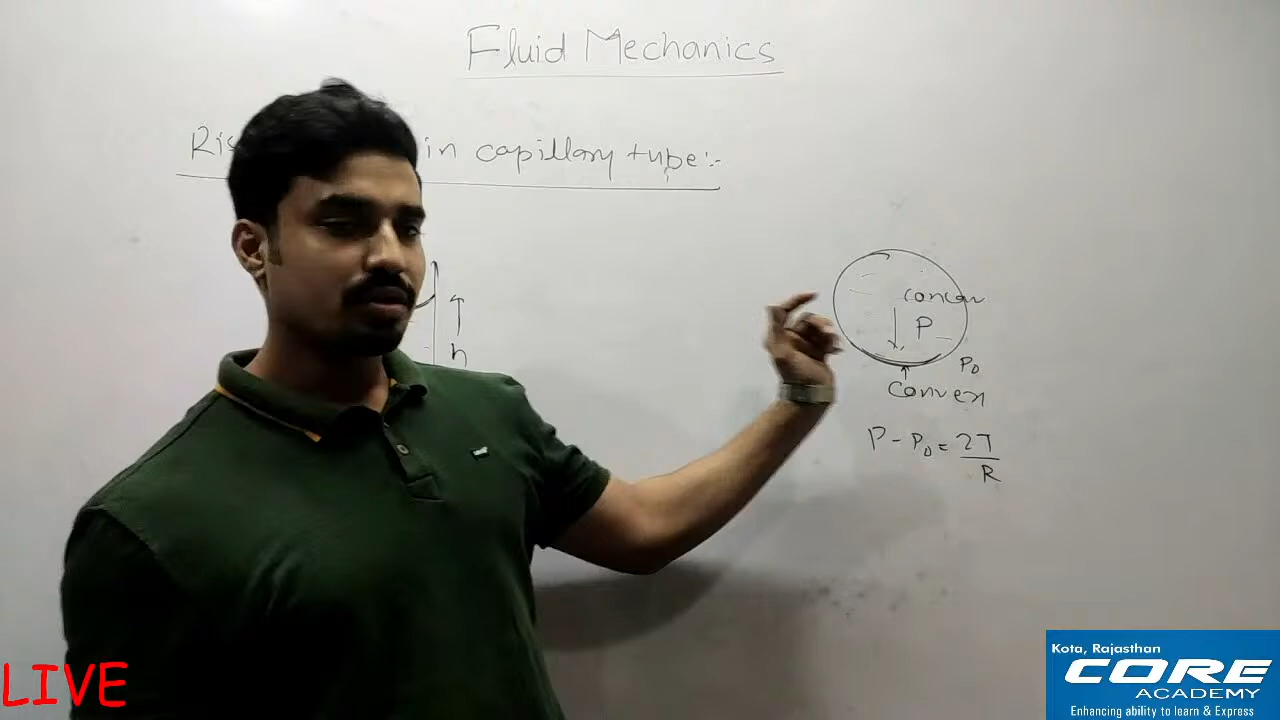 Fluid Mechanics
in capillary tube:-
h
concav
P
P₀
Convex
P - P₀ = 2T
R
LIVE
Kota, Rajasthan
CORE
ACADEMY
Enhancing ability to learn & Express